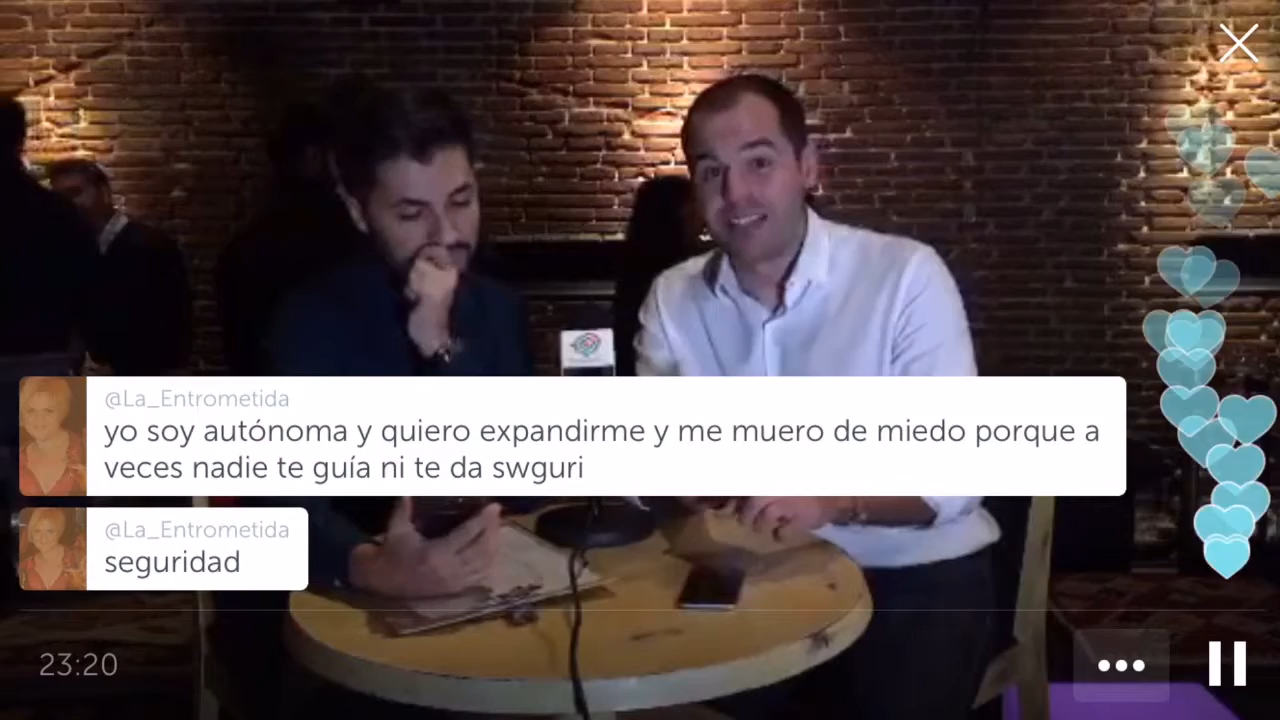 @La_Entrometida
yo soy autónoma y quiero expandirme y me muero de miedo porque a
veces nadie te guía ni te da swguri
@La_Entrometida
seguridad
23:20